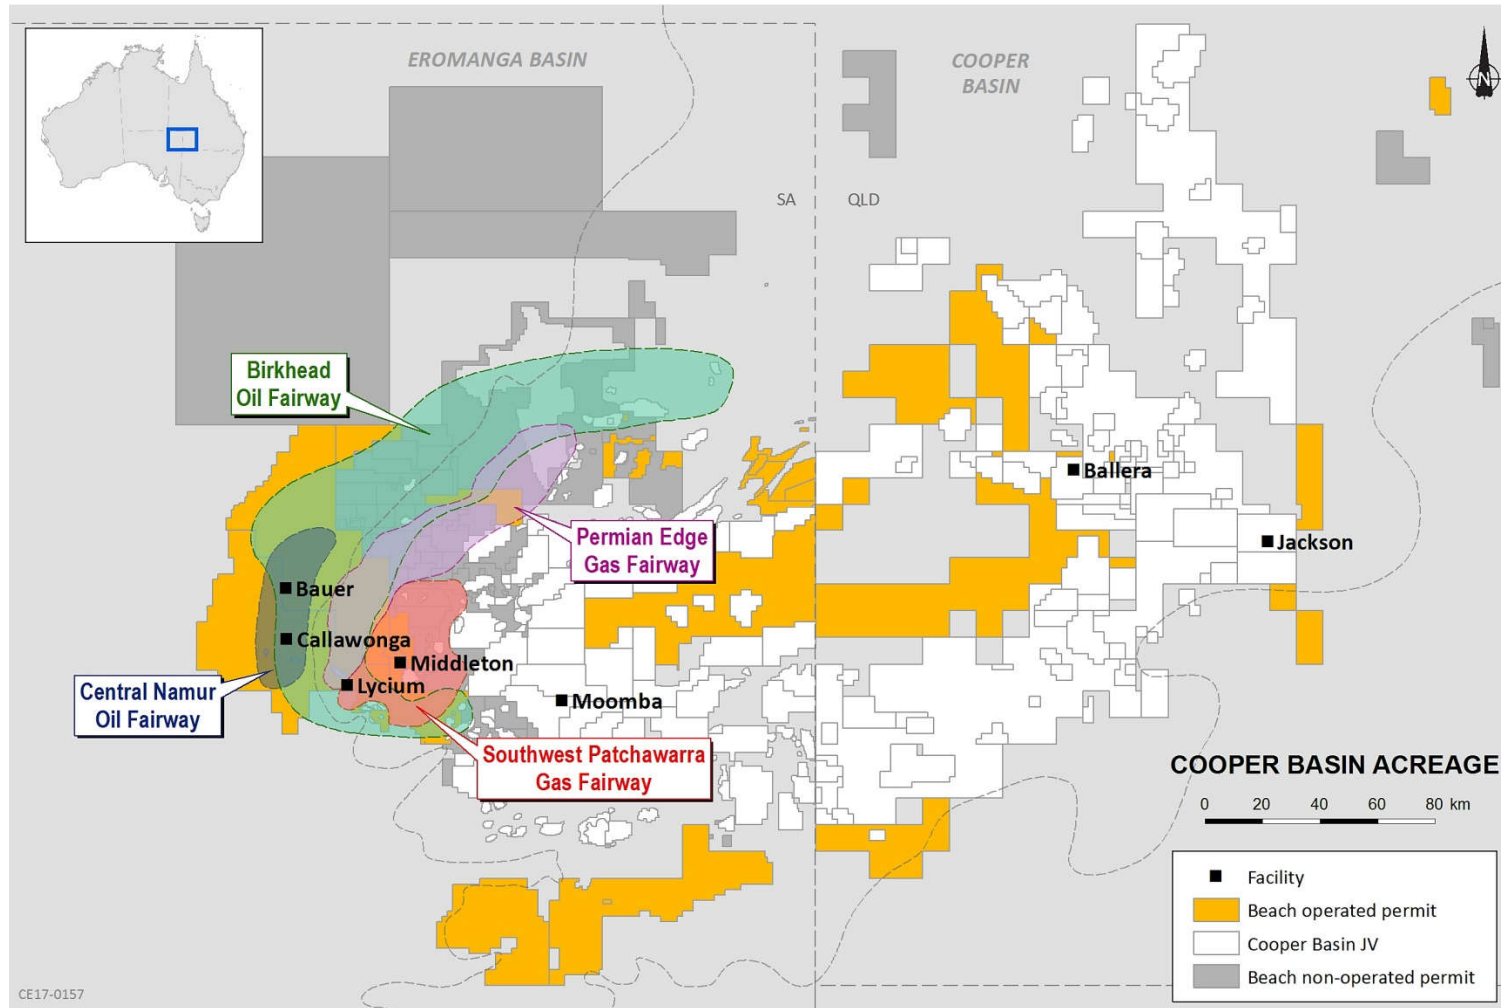 EROMANGA BASIN
COOPER
BASIN
N
SA
QLD
Birkhead
Oil Fairway
Permian Edge
Gas Fairway
Ballera
Jackson
Bauer
Callawonga
Middleton
Lycium
Moomba
Central Namur
Oil Fairway
Southwest Patchawarra
Gas Fairway
COOPER BASIN ACREAGE
0 20 40 60 80 km
Facility
Beach operated permit
Cooper Basin JV
Beach non-operated permit
CE17-0157